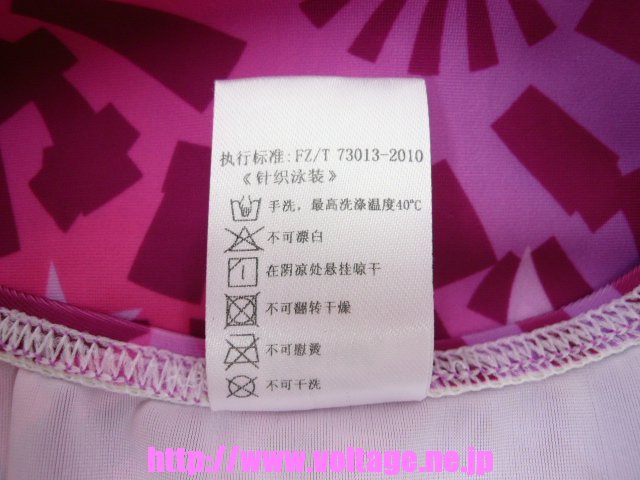 执行标准: FZ/T 73013-2010
《针织泳装》
手洗，最高洗涤温度40℃
不可漂白
在阴凉处悬挂晾干
不可翻转干燥
不可熨烫
不可干洗
http://www.voltage.ne.jp